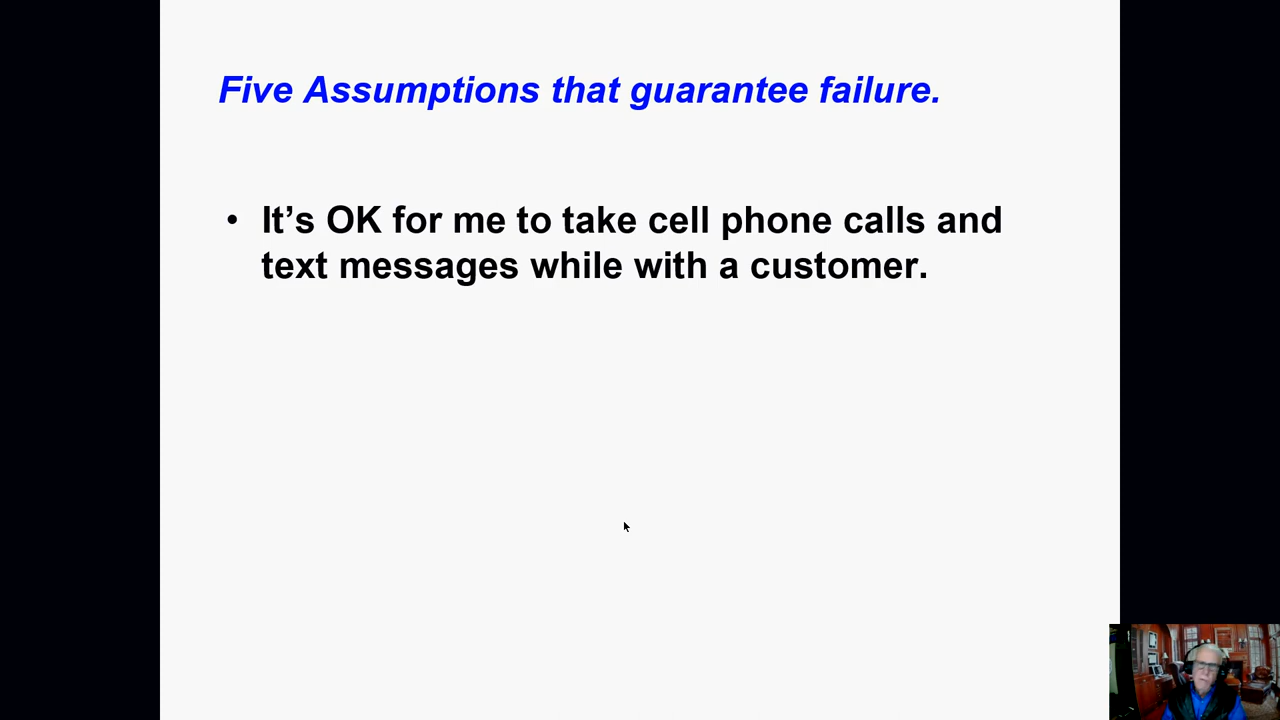 Five Assumptions that guarantee failure.
• It’s OK for me to take cell phone calls and
text messages while with a customer.